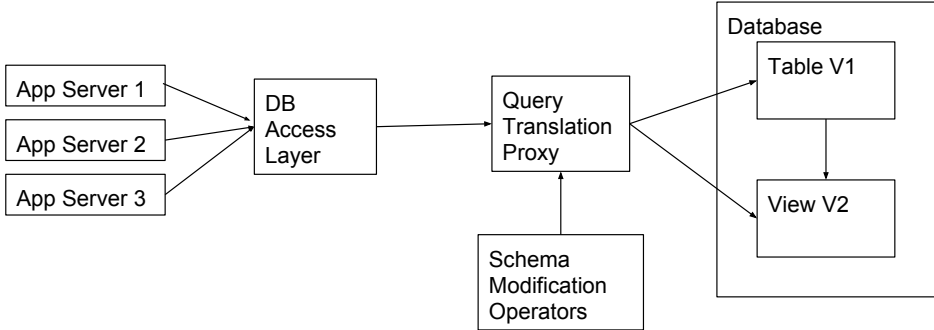 Database
Table V1
App Server 1
App Server 2
App Server 3
DB
Access
Layer
Query
Translation
Proxy
View V2
Schema
Modification
Operators